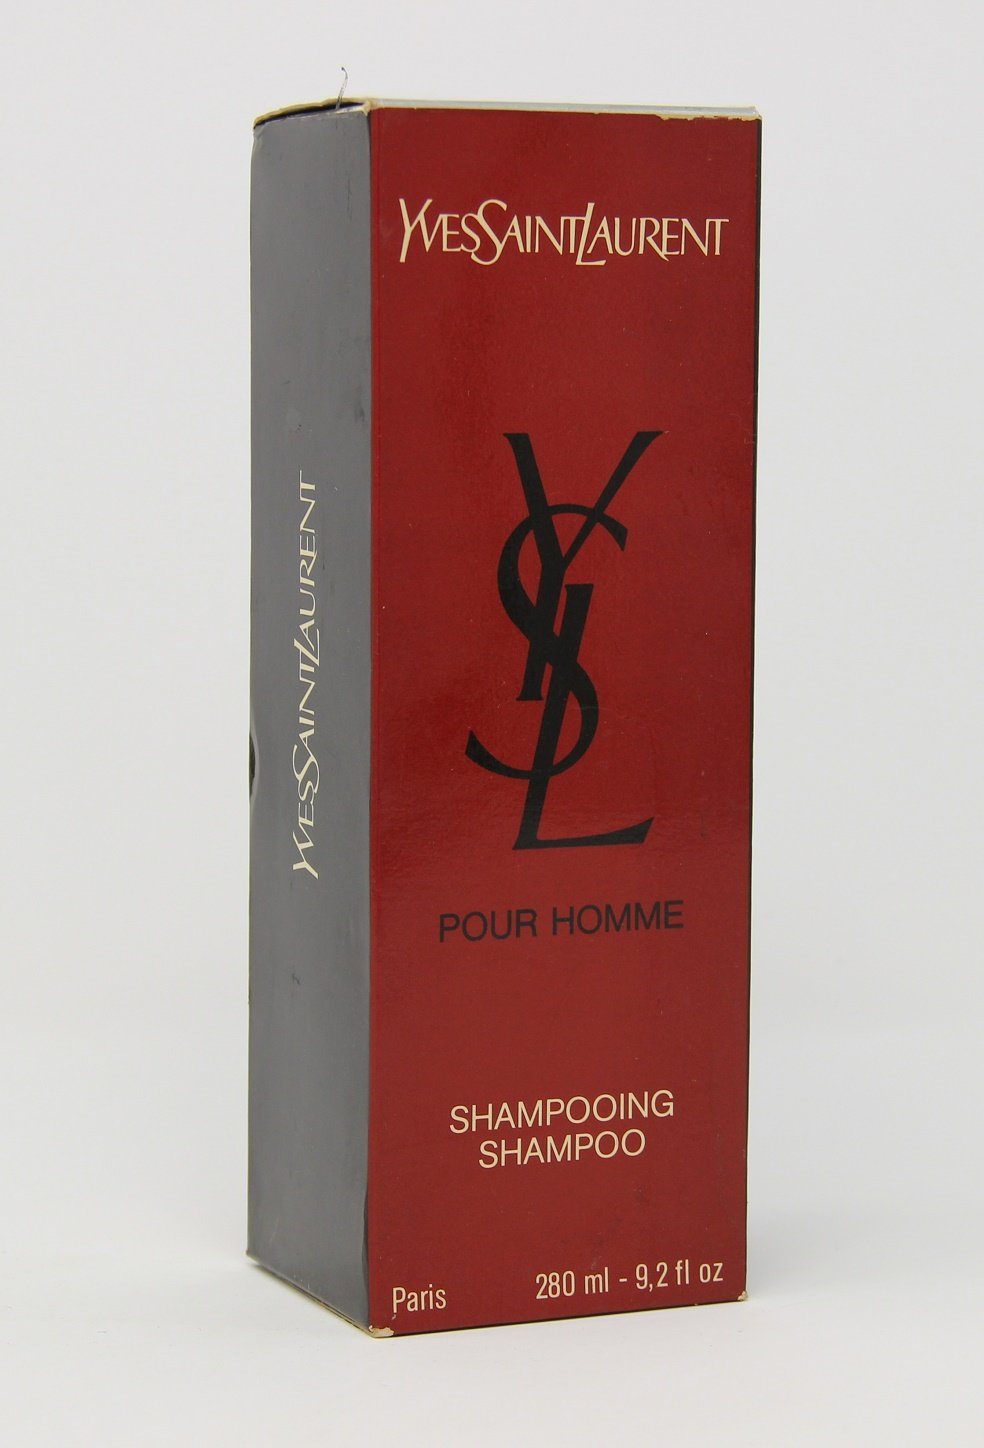 YVESSAINTLAURENT
YSL
POUR HOMME
SHAMPOOING
SHAMPOO
Paris
280 ml - 9,2 fl oz
YVESSAINTLAURENT